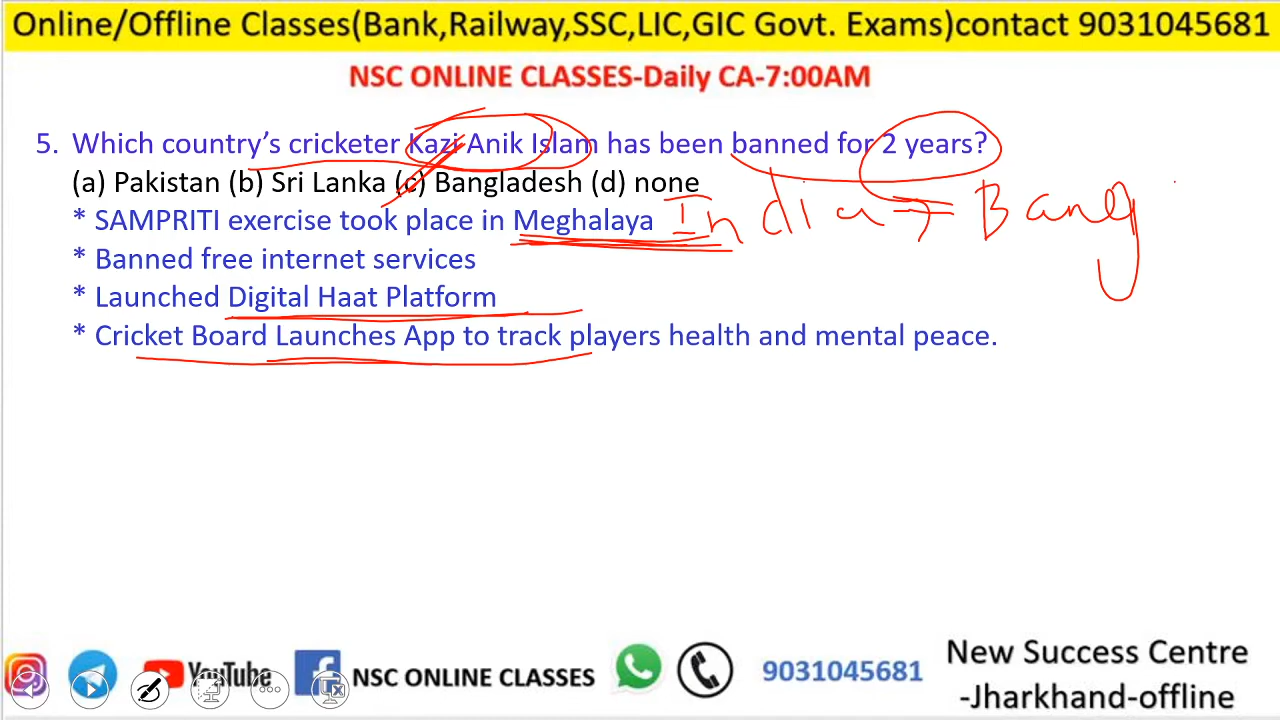 Online/Offline Classes(Bank,Railway,SSC,LIC,GIC Govt. Exams)contact 9031045681
NSC ONLINE CLASSES-Daily CA-7:00AM
5. Which country's cricketer Kazi Anik Islam has been banned for 2 years?
(a) Pakistan (b) Sri Lanka (c) Bangladesh (d) none
* SAMPRITI exercise took place in Meghalaya India Bang
* Banned free internet services
* Launched Digital Haat Platform
* Cricket Board Launches App to track players health and mental peace.
YouTube NSC ONLINE CLASSES 9031045681
New Success Centre
-Jharkhand-offline